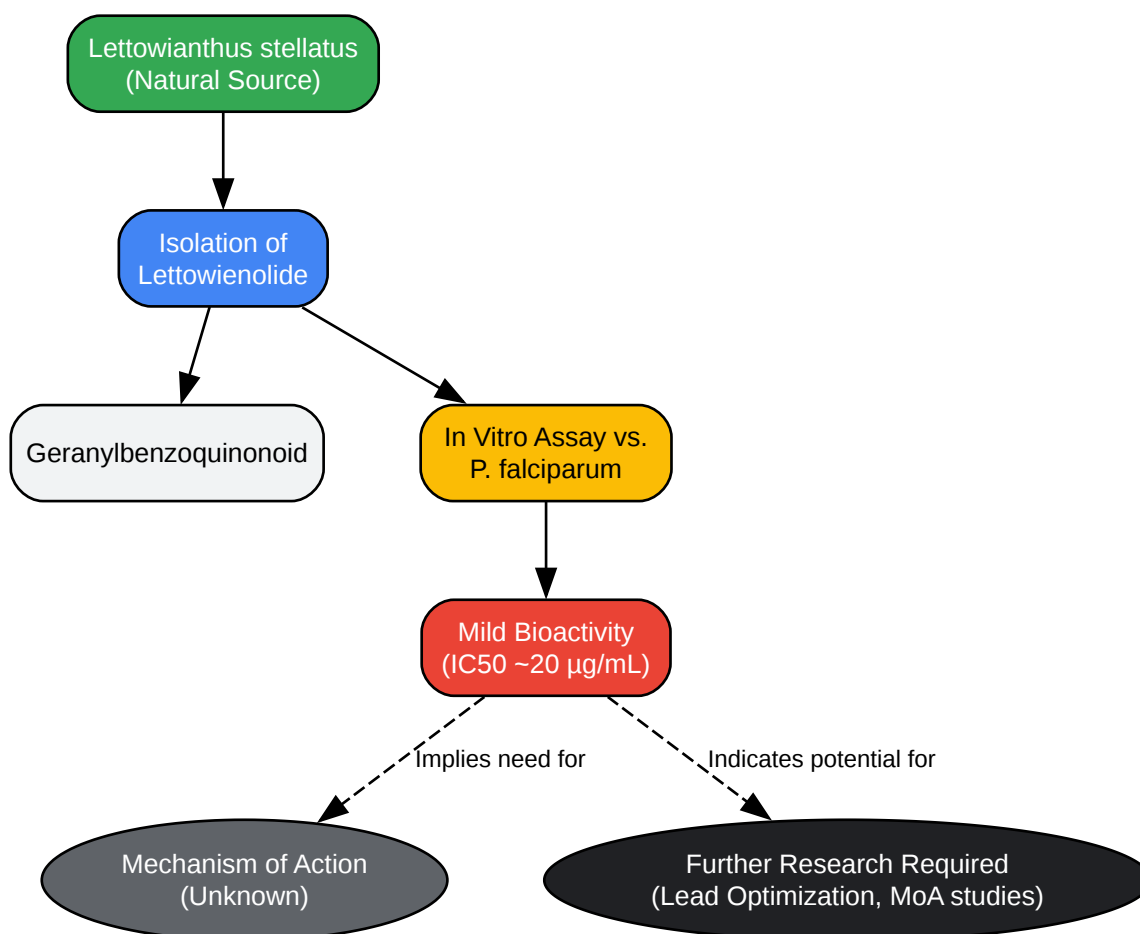 Lettowianthus stellatus
(Natural Source)
Isolation of
Lettowienolide
Geranylbenzoquinonoid
In Vitro Assay vs.
P. falciparum
Mild Bioactivity
(IC50 ~20 µg/mL)
Implies need for
Indicates potential for
Mechanism of Action
(Unknown)
Further Research Required
(Lead Optimization, MoA studies)